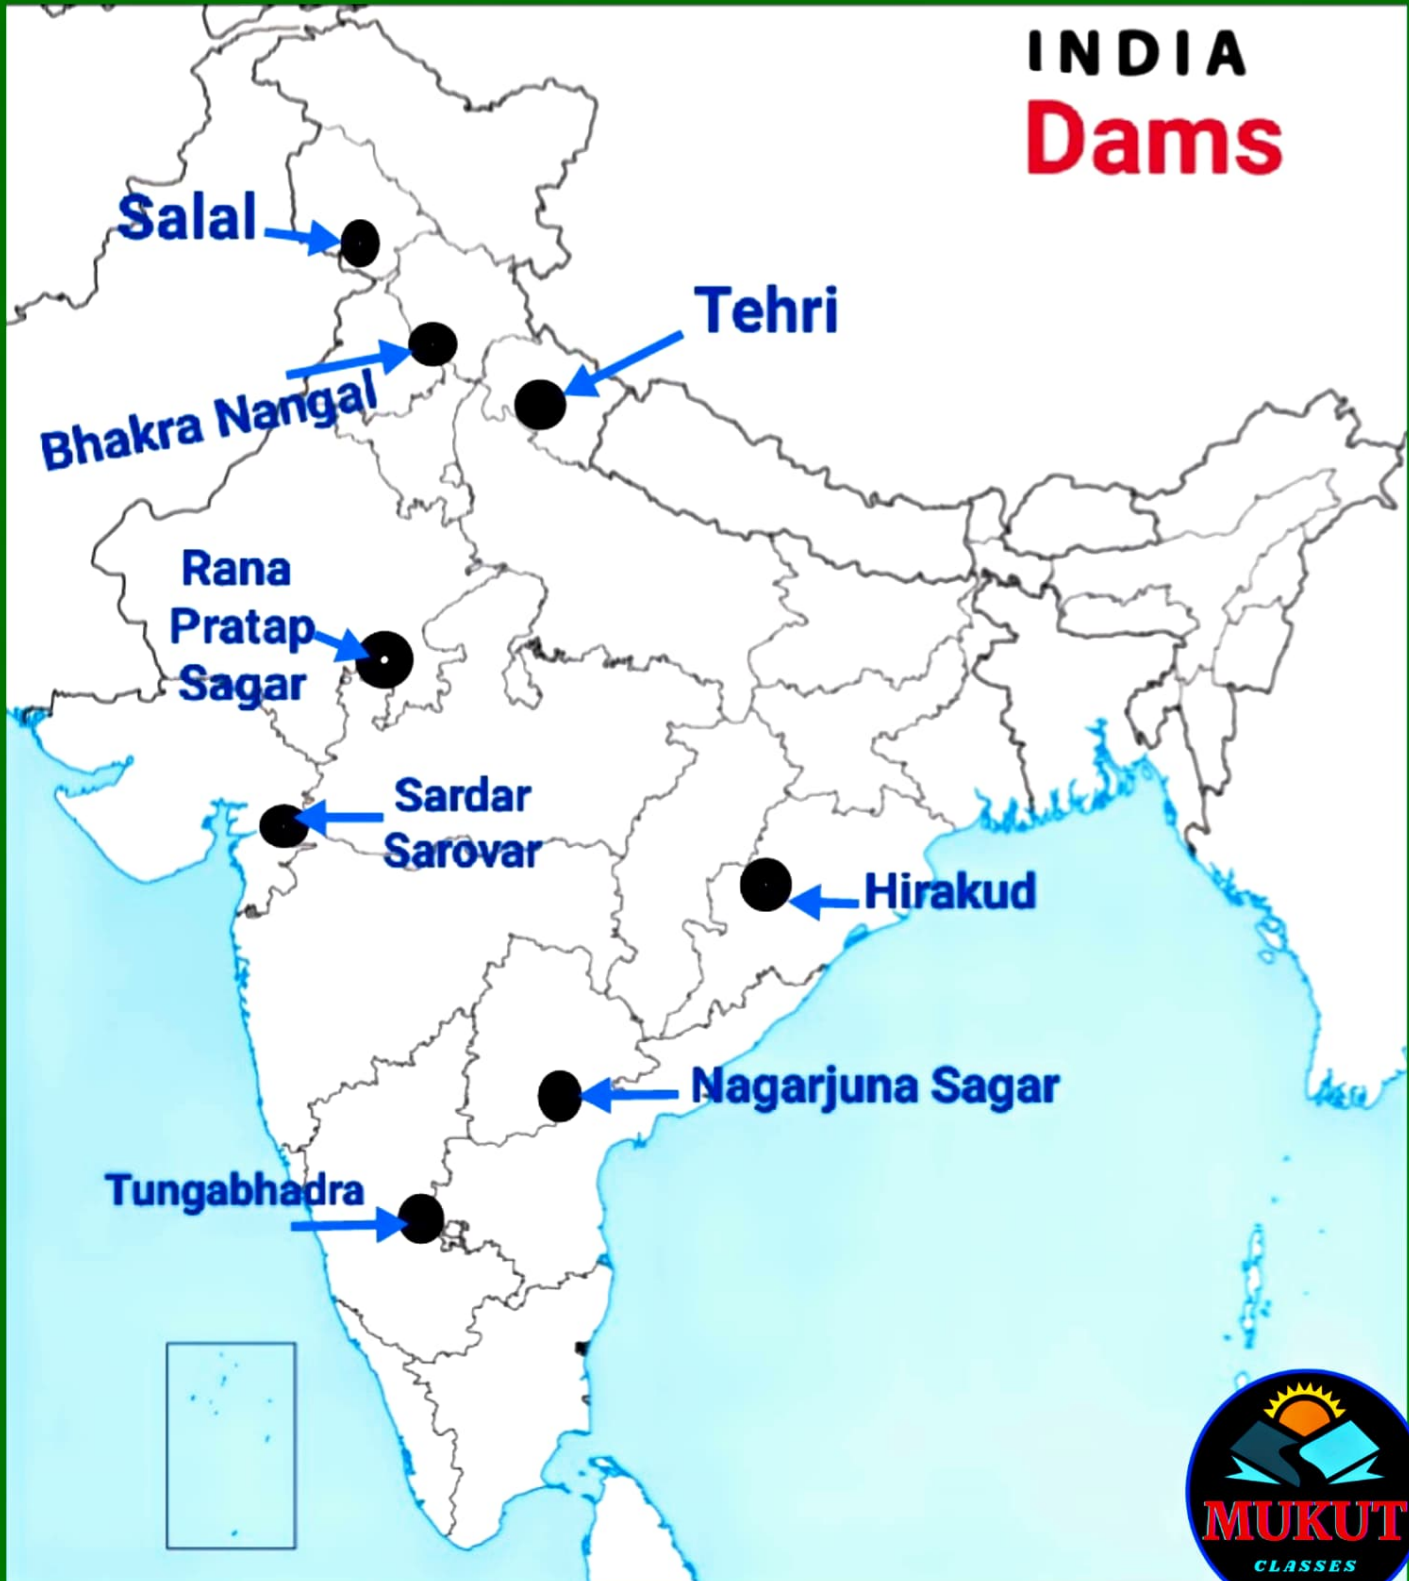 INDIA
Dams
Salal
Tehri
Bhakra Nangal
Rana
Pratap
Sagar
Sardar
Sarovar
Hirakud
Nagarjuna Sagar
Tungabhadra
MUKUT
CLASSES